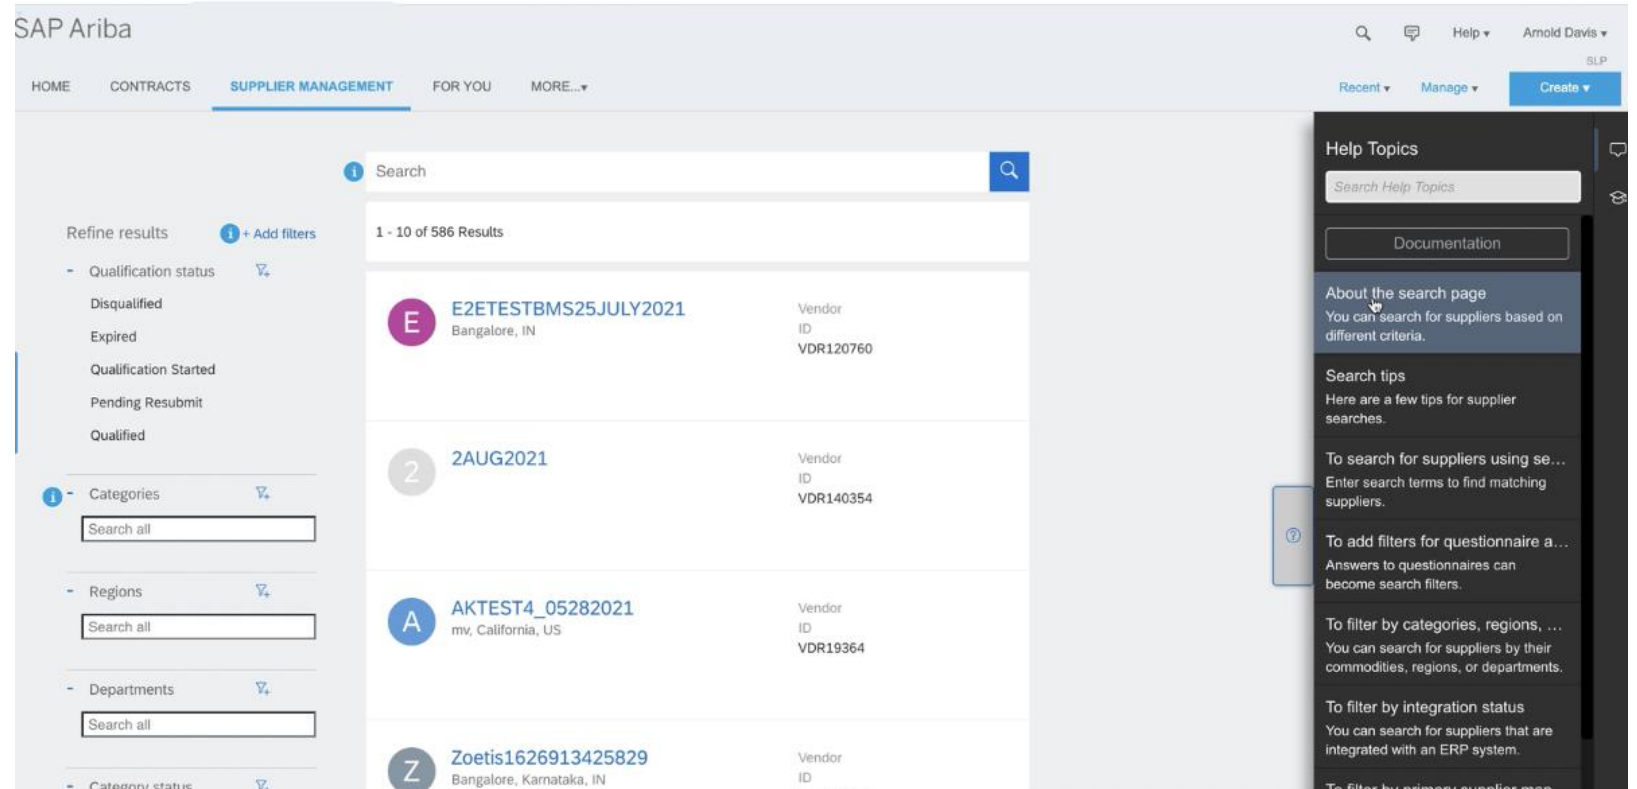 SAP Ariba
Help
Arnold Davis
SLP
HOME CONTRACTS SUPPLIER MANAGEMENT FOR YOU MORE...
Recent Manage Create
Search
1 - 10 of 586 Results
Refine results
+ Add filters
- Qualification status
Disqualified
Expired
Qualification Started
Pending Resubmit
Qualified
- Categories
Search all
- Regions
Search all
- Departments
Search all
- Category status
E
E2ETESTBMS25JULY2021
Bangalore, IN
Vendor
ID
VDR120760
2
2AUG2021
Vendor
ID
VDR140354
A
AKTEST4_05282021
mv, California, US
Vendor
ID
VDR19364
Z
Zoetis1626913425829
Bangalore, Karnataka, IN
Vendor
ID
Help Topics
Search Help Topics
Documentation
About the search page
You can search for suppliers based on
different criteria.
Search tips
Here are a few tips for supplier
searches.
To search for suppliers using se...
Enter search terms to find matching
suppliers.
To add filters for questionnaire a...
Answers to questionnaires can
become search filters.
To filter by categories, regions, ...
You can search for suppliers by their
commodities, regions, or departments.
To filter by integration status
You can search for suppliers that are
integrated with an ERP system.
To filter by primary supplier